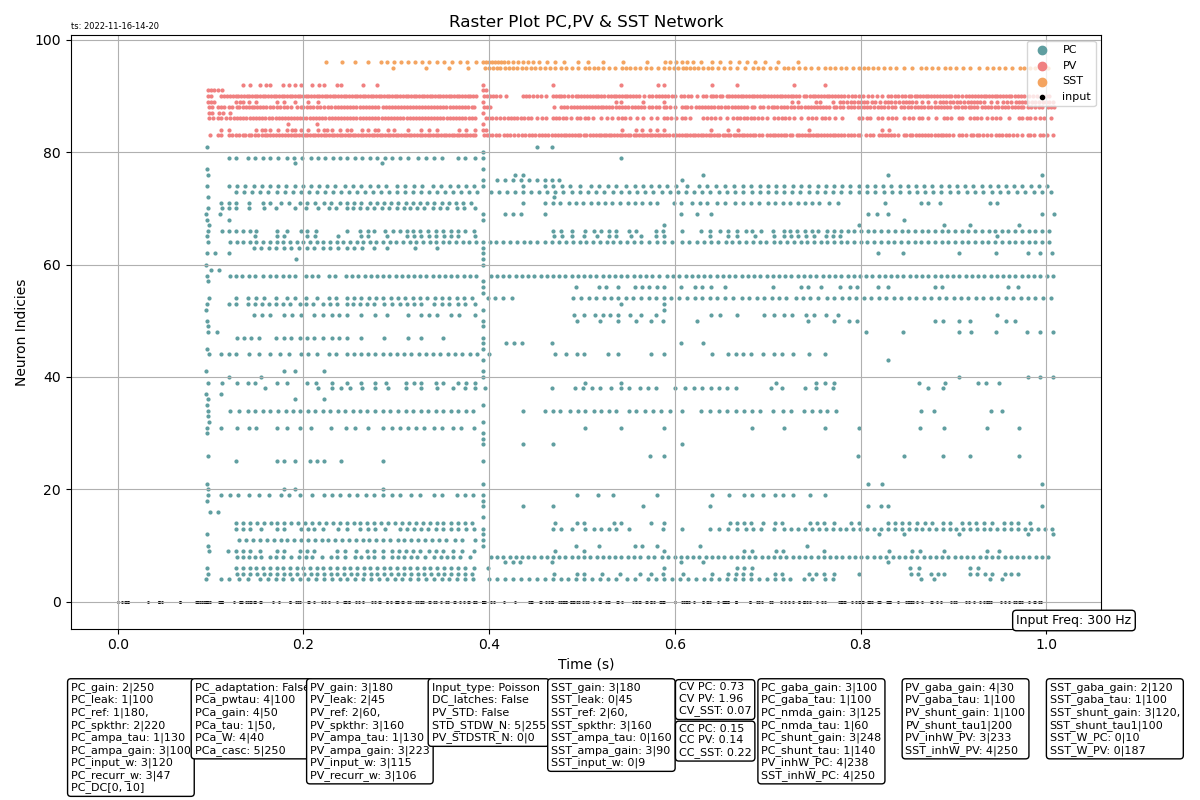 ts: 2022-11-16-14-20
Raster Plot PC,PV & SST Network
PC
PV
SST
input
Neuron Indicies
100
80
60
40
20
0
0.0
0.2
0.4
0.6
0.8
1.0
Time (s)
Input Freq: 300 Hz
PC_gain: 2|250
PC_leak: 1|100
PC_ref: 1|180,
PC_spkthr: 2|220
PC_ampa_tau: 1|130
PC_ampa_gain: 3|100
PC_input_w: 3|120
PC_recurr_w: 3|47
PC_DC[0, 10]
PC_adaptation: False
PCa_pwtau: 4|100
PCa_gain: 4|50
PCa_tau: 1|50,
PCa_W: 4|40
PCa_casc: 5|250
PV_gain: 3|180
PV_leak: 2|45
PV_ref: 2|60,
PV_spkthr: 3|160
PV_ampa_tau: 1|130
PV_ampa_gain: 3|223
PV_input_w: 3|115
PV_recurr_w: 3|106
Input_type: Poisson
DC_latches: False
PV_STD: False
STD_STDW_N: 5|255
PV_STDSTR_N: 0|0
SST_gain: 3|180
SST_leak: 0|45
SST_ref: 2|60,
SST_spkthr: 3|160
SST_ampa_tau: 0|160
SST_ampa_gain: 3|90
SST_input_w: 0|9
CV PC: 0.73
CV PV: 1.96
CV_SST: 0.07
CC PC: 0.15
CC PV: 0.14
CC_SST: 0.22
PC_gaba_gain: 3|100
PC_gaba_tau: 1|100
PC_nmda_gain: 3|125
PC_nmda_tau: 1|60
PC_shunt_gain: 3|248
PC_shunt_tau: 1|140
PV_inhW_PC: 4|238
SST_inhW_PC: 4|250
PV_gaba_gain: 4|30
PV_gaba_tau: 1|100
PV_shunt_gain: 1|100
PV_shunt_tau1|200
PV_inhW_PV: 3|233
SST_inhW_PV: 4|250
SST_gaba_gain: 2|120
SST_shunt_gain: 3|120,
SST_gaba_tau: 1|100
SST_W_PC: 0|10
SST_W_PV: 0|187